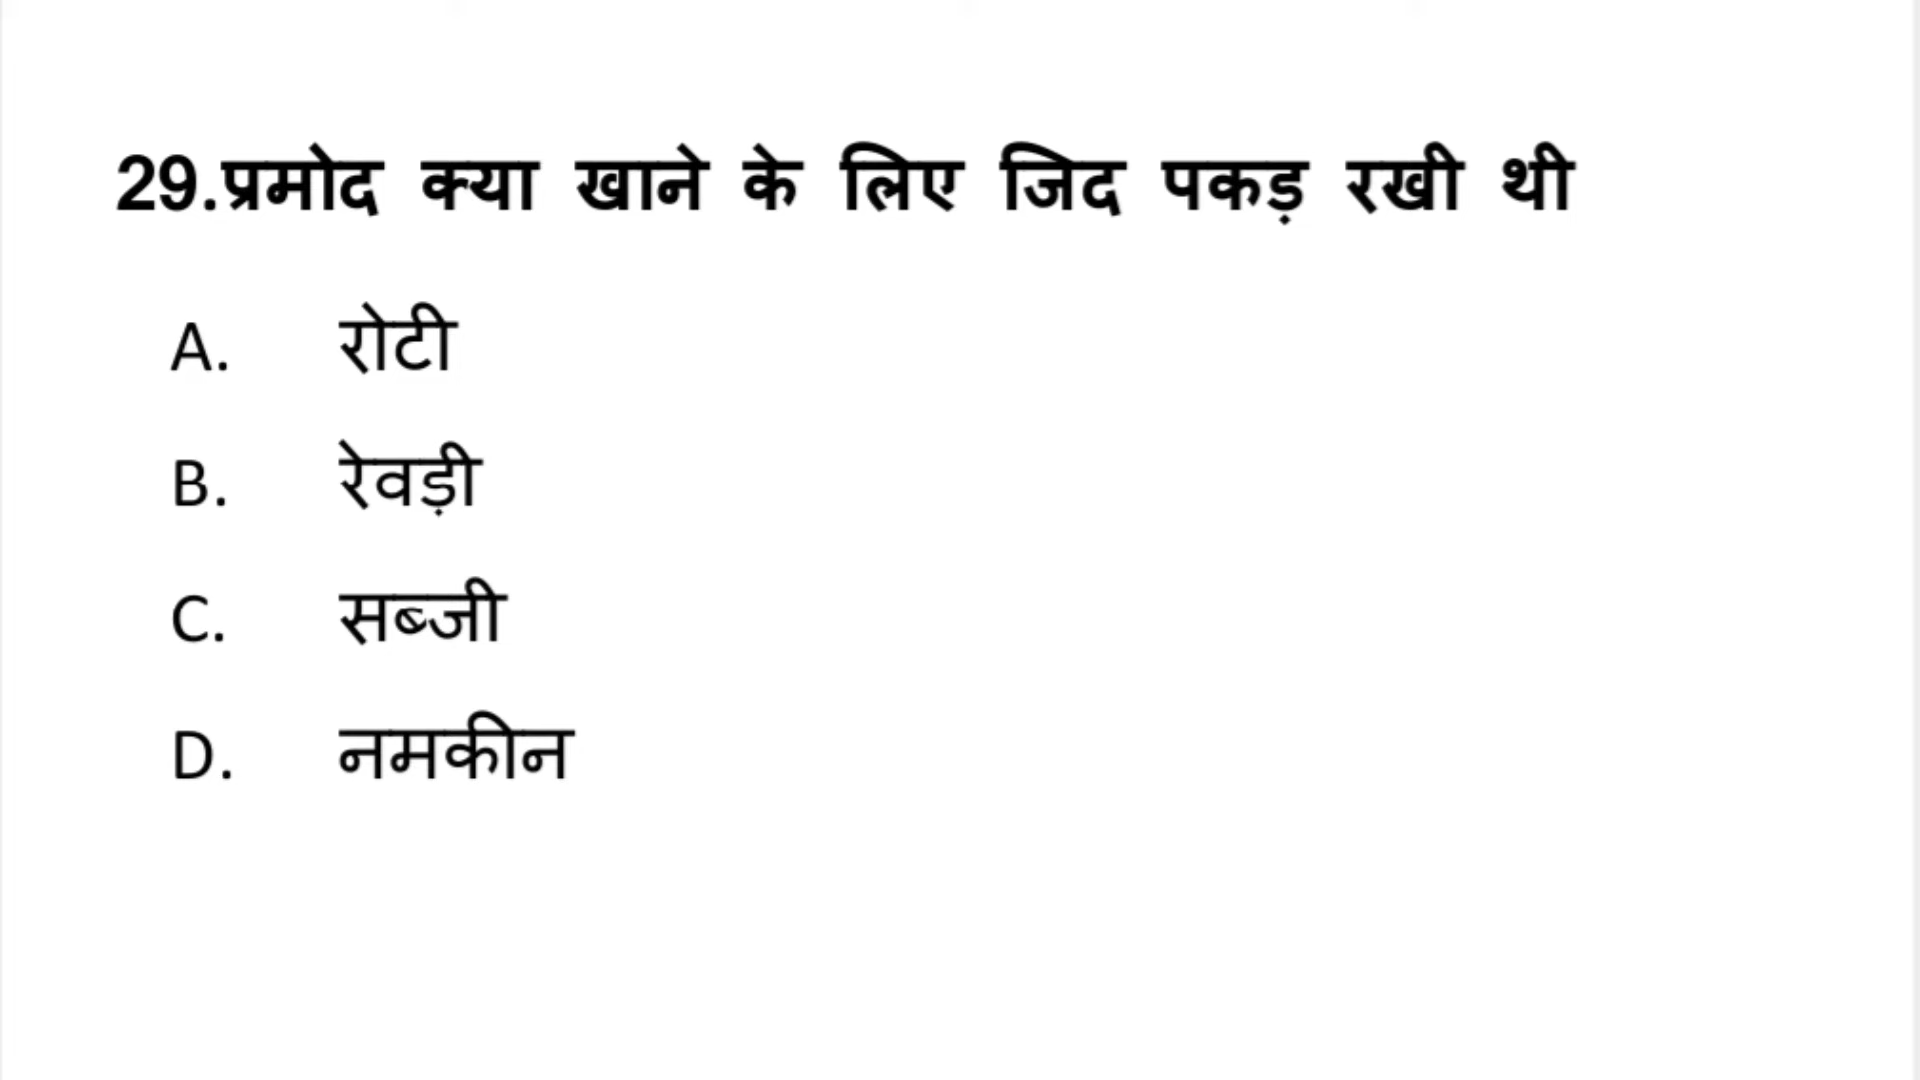 29.प्रमोद क्या खाने के लिए जिद पकड़ रखी थी
A. रोटी
B. रेवड़ी
C. सब्जी
D. नमकीन